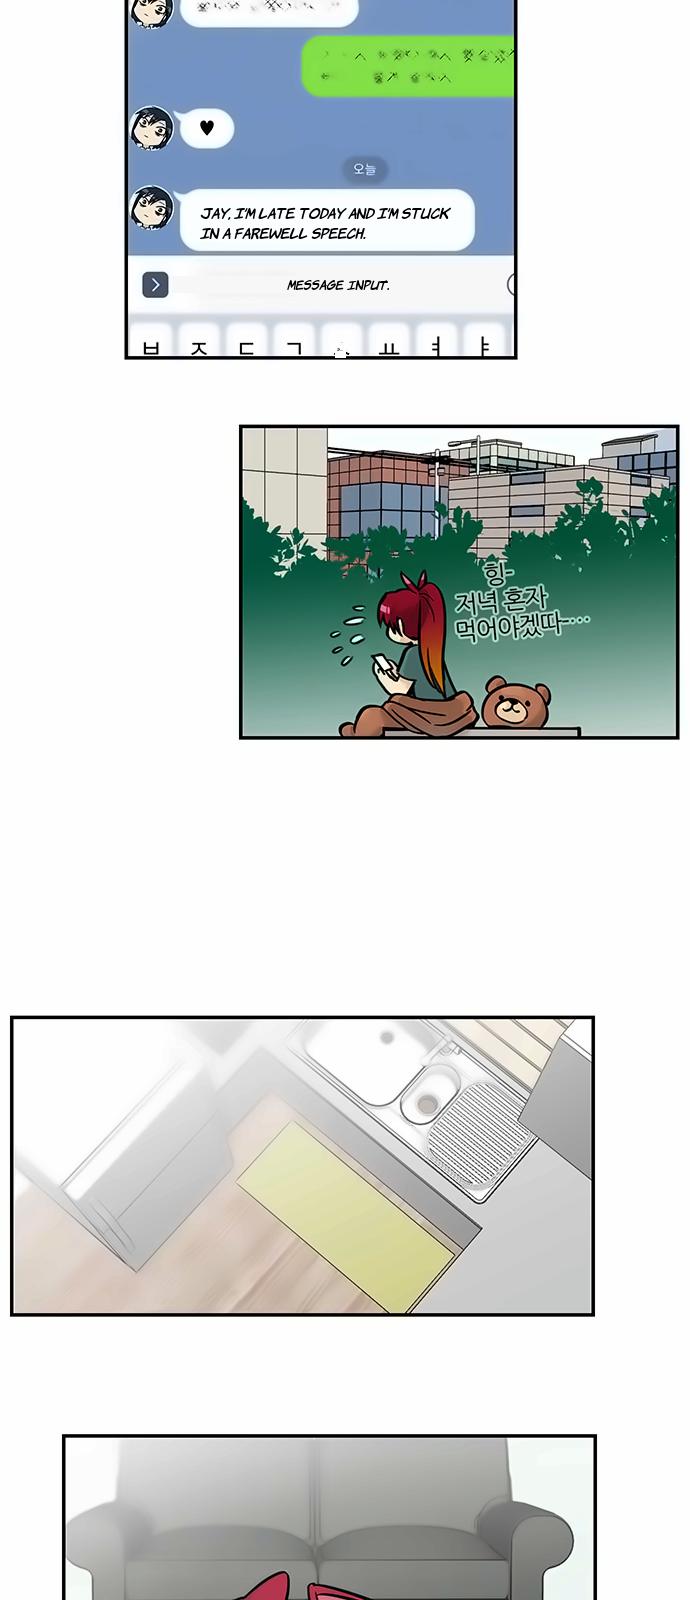 ♥
오늘
JAY, I'M LATE TODAY AND I'M STUCK
IN A FAREWELL SPEECH.
MESSAGE INPUT.
ㅂ ㅈ ㄷ ㄱ ㅛ ㅕ ㅑ
힝-
저녁 혼자
먹어야겠따....